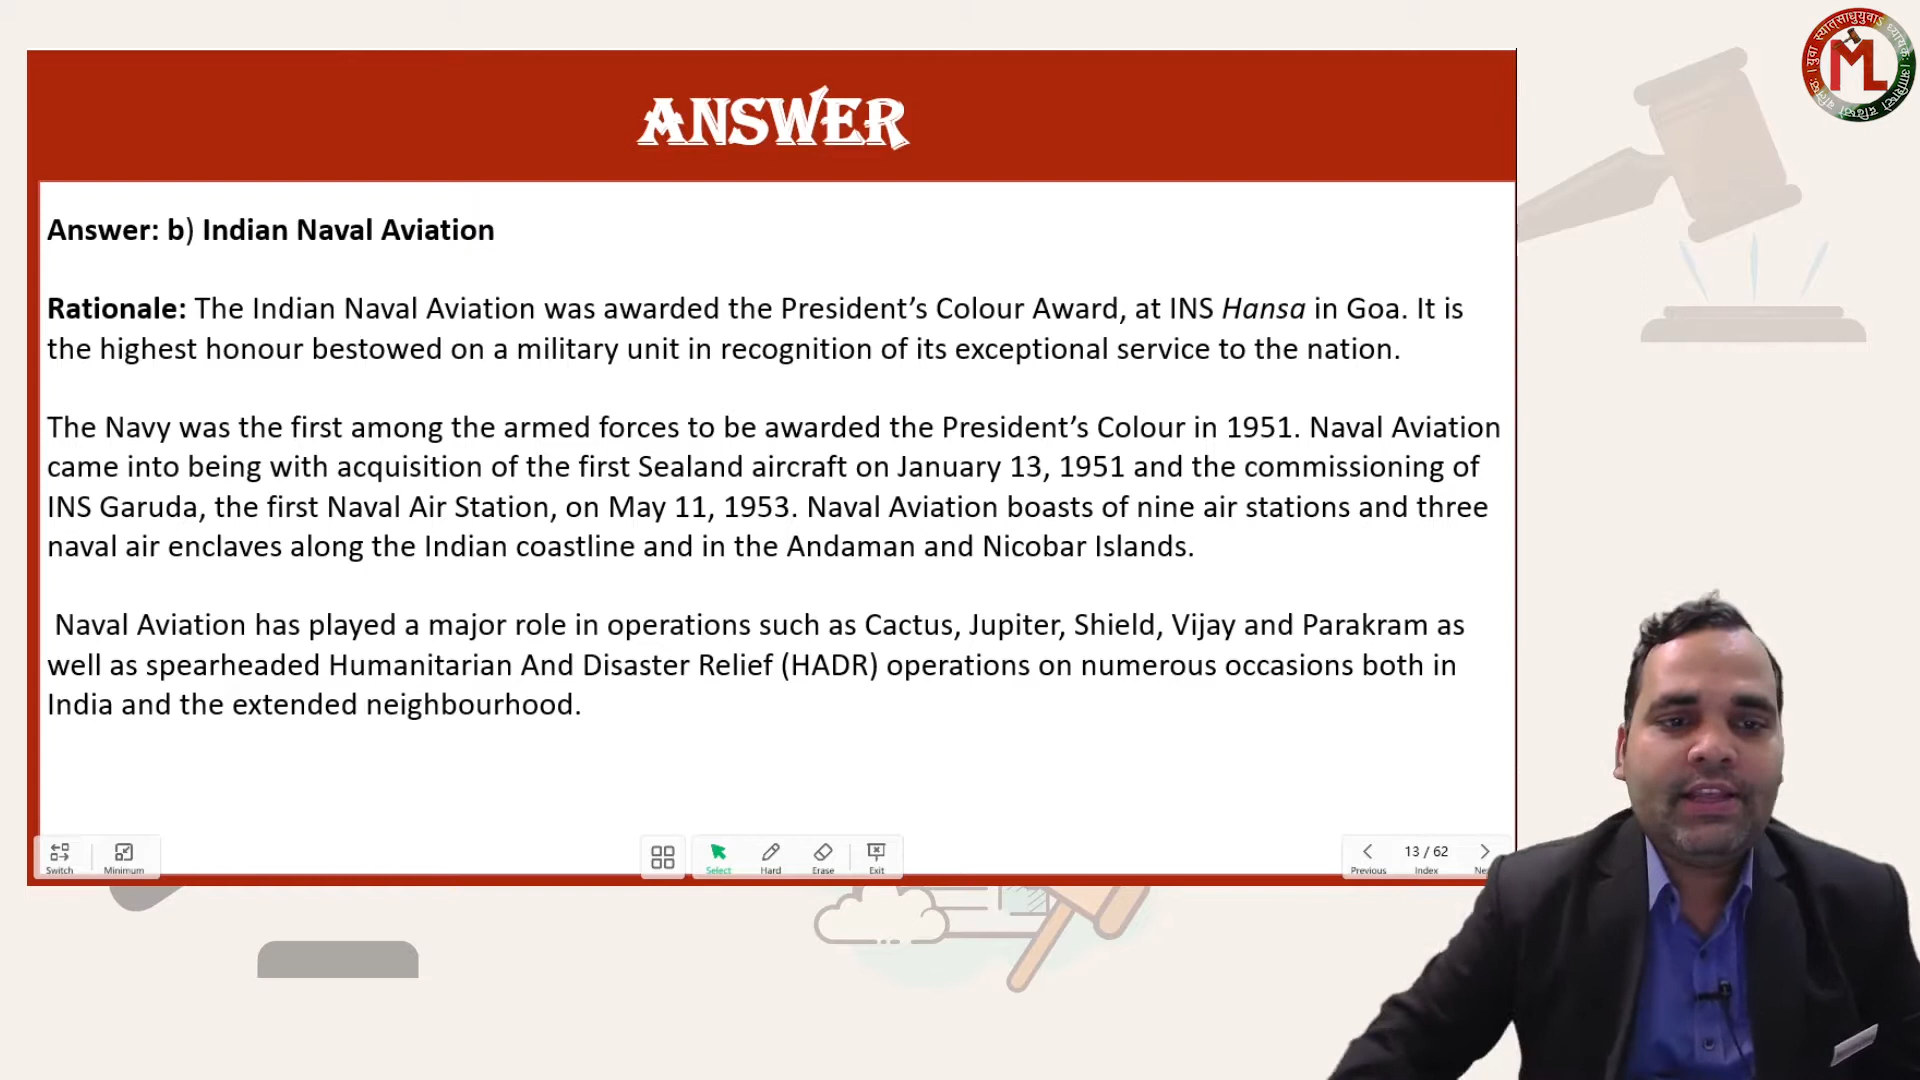 ANSWER
ML
Answer: b) Indian Naval Aviation
Rationale: The Indian Naval Aviation was awarded the President’s Colour Award, at INS Hansa in Goa. It is
the highest honour bestowed on a military unit in recognition of its exceptional service to the nation.
The Navy was the first among the armed forces to be awarded the President’s Colour in 1951. Naval Aviation
came into being with acquisition of the first Sealand aircraft on January 13, 1951 and the commissioning of
INS Garuda, the first Naval Air Station, on May 11, 1953. Naval Aviation boasts of nine air stations and three
naval air enclaves along the Indian coastline and in the Andaman and Nicobar Islands.
Naval Aviation has played a major role in operations such as Cactus, Jupiter, Shield, Vijay and Parakram as
well as spearheaded Humanitarian And Disaster Relief (HADR) operations on numerous occasions both in
India and the extended neighbourhood.
Switch Minimum Select Hard Erase Exit
13 / 62
Previous Index